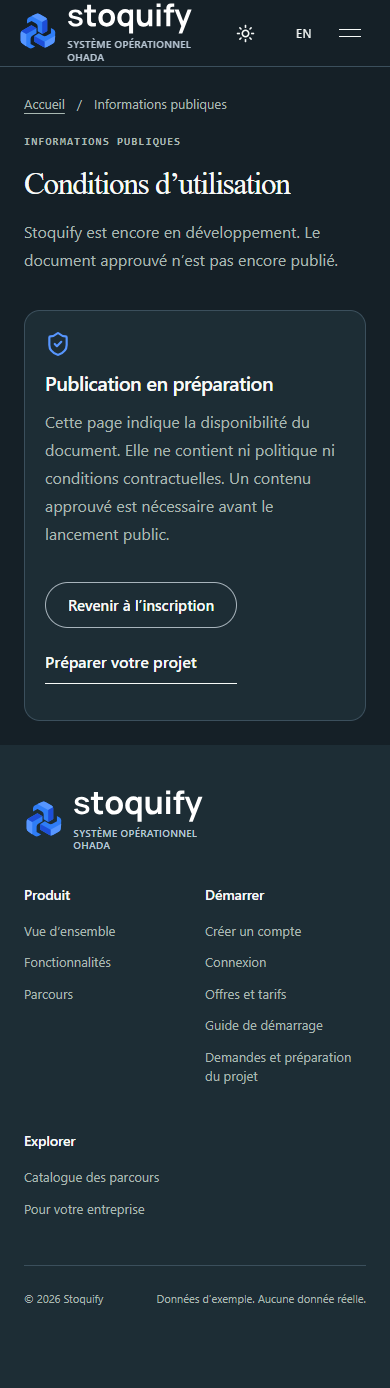 stoquify
SYSTÈME OPÉRATIONNEL
OHADA
EN
Accueil / Informations publiques
INFORMATIONS PUBLIQUES
Conditions d’utilisation
Stoquify est encore en développement. Le
document approuvé n’est pas encore publié.
Publication en préparation
Cette page indique la disponibilité du
document. Elle ne contient ni politique ni
conditions contractuelles. Un contenu
approuvé est nécessaire avant le
lancement public.
Revenir à l’inscription
Préparer votre projet
stoquify
SYSTÈME OPÉRATIONNEL
OHADA
Produit
Vue d’ensemble
Fonctionnalités
Parcours
Démarrer
Créer un compte
Connexion
Offres et tarifs
Guide de démarrage
Demandes et préparation
du projet
Explorer
Catalogue des parcours
Pour votre entreprise
© 2026 Stoquify
Données d’exemple. Aucune donnée réelle.